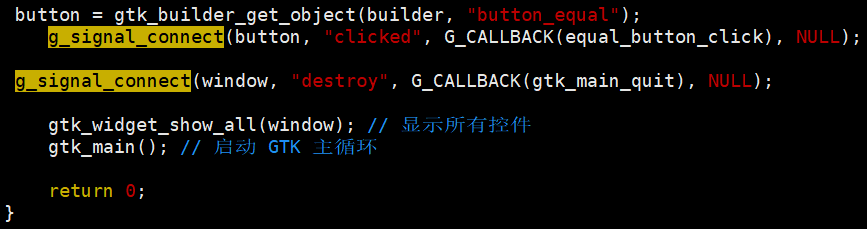 button = gtk_builder_get_object(builder, "button_equal");
g_signal_connect(button, "clicked", G_CALLBACK(equal_button_click), NULL);
g_signal_connect(window, "destroy", G_CALLBACK(gtk_main_quit), NULL);
gtk_widget_show_all(window); // 显示所有控件
gtk_main(); // 启动 GTK 主循环
return 0;
}